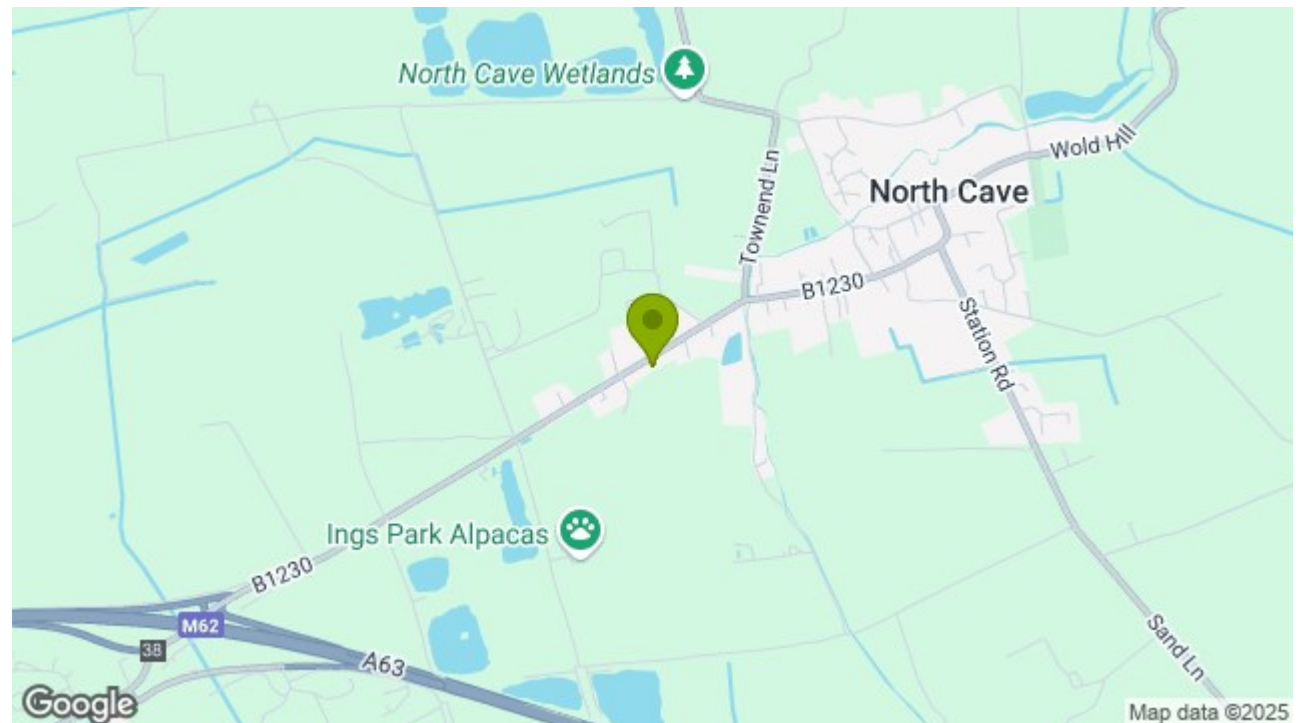 North Cave Wetlands
Wold Hill
Townend Ln
North Cave
B1230
Station Rd
Ings Park Alpacas
B1230
M62
38
A63
Sand Ln
Google
Map data ©2025